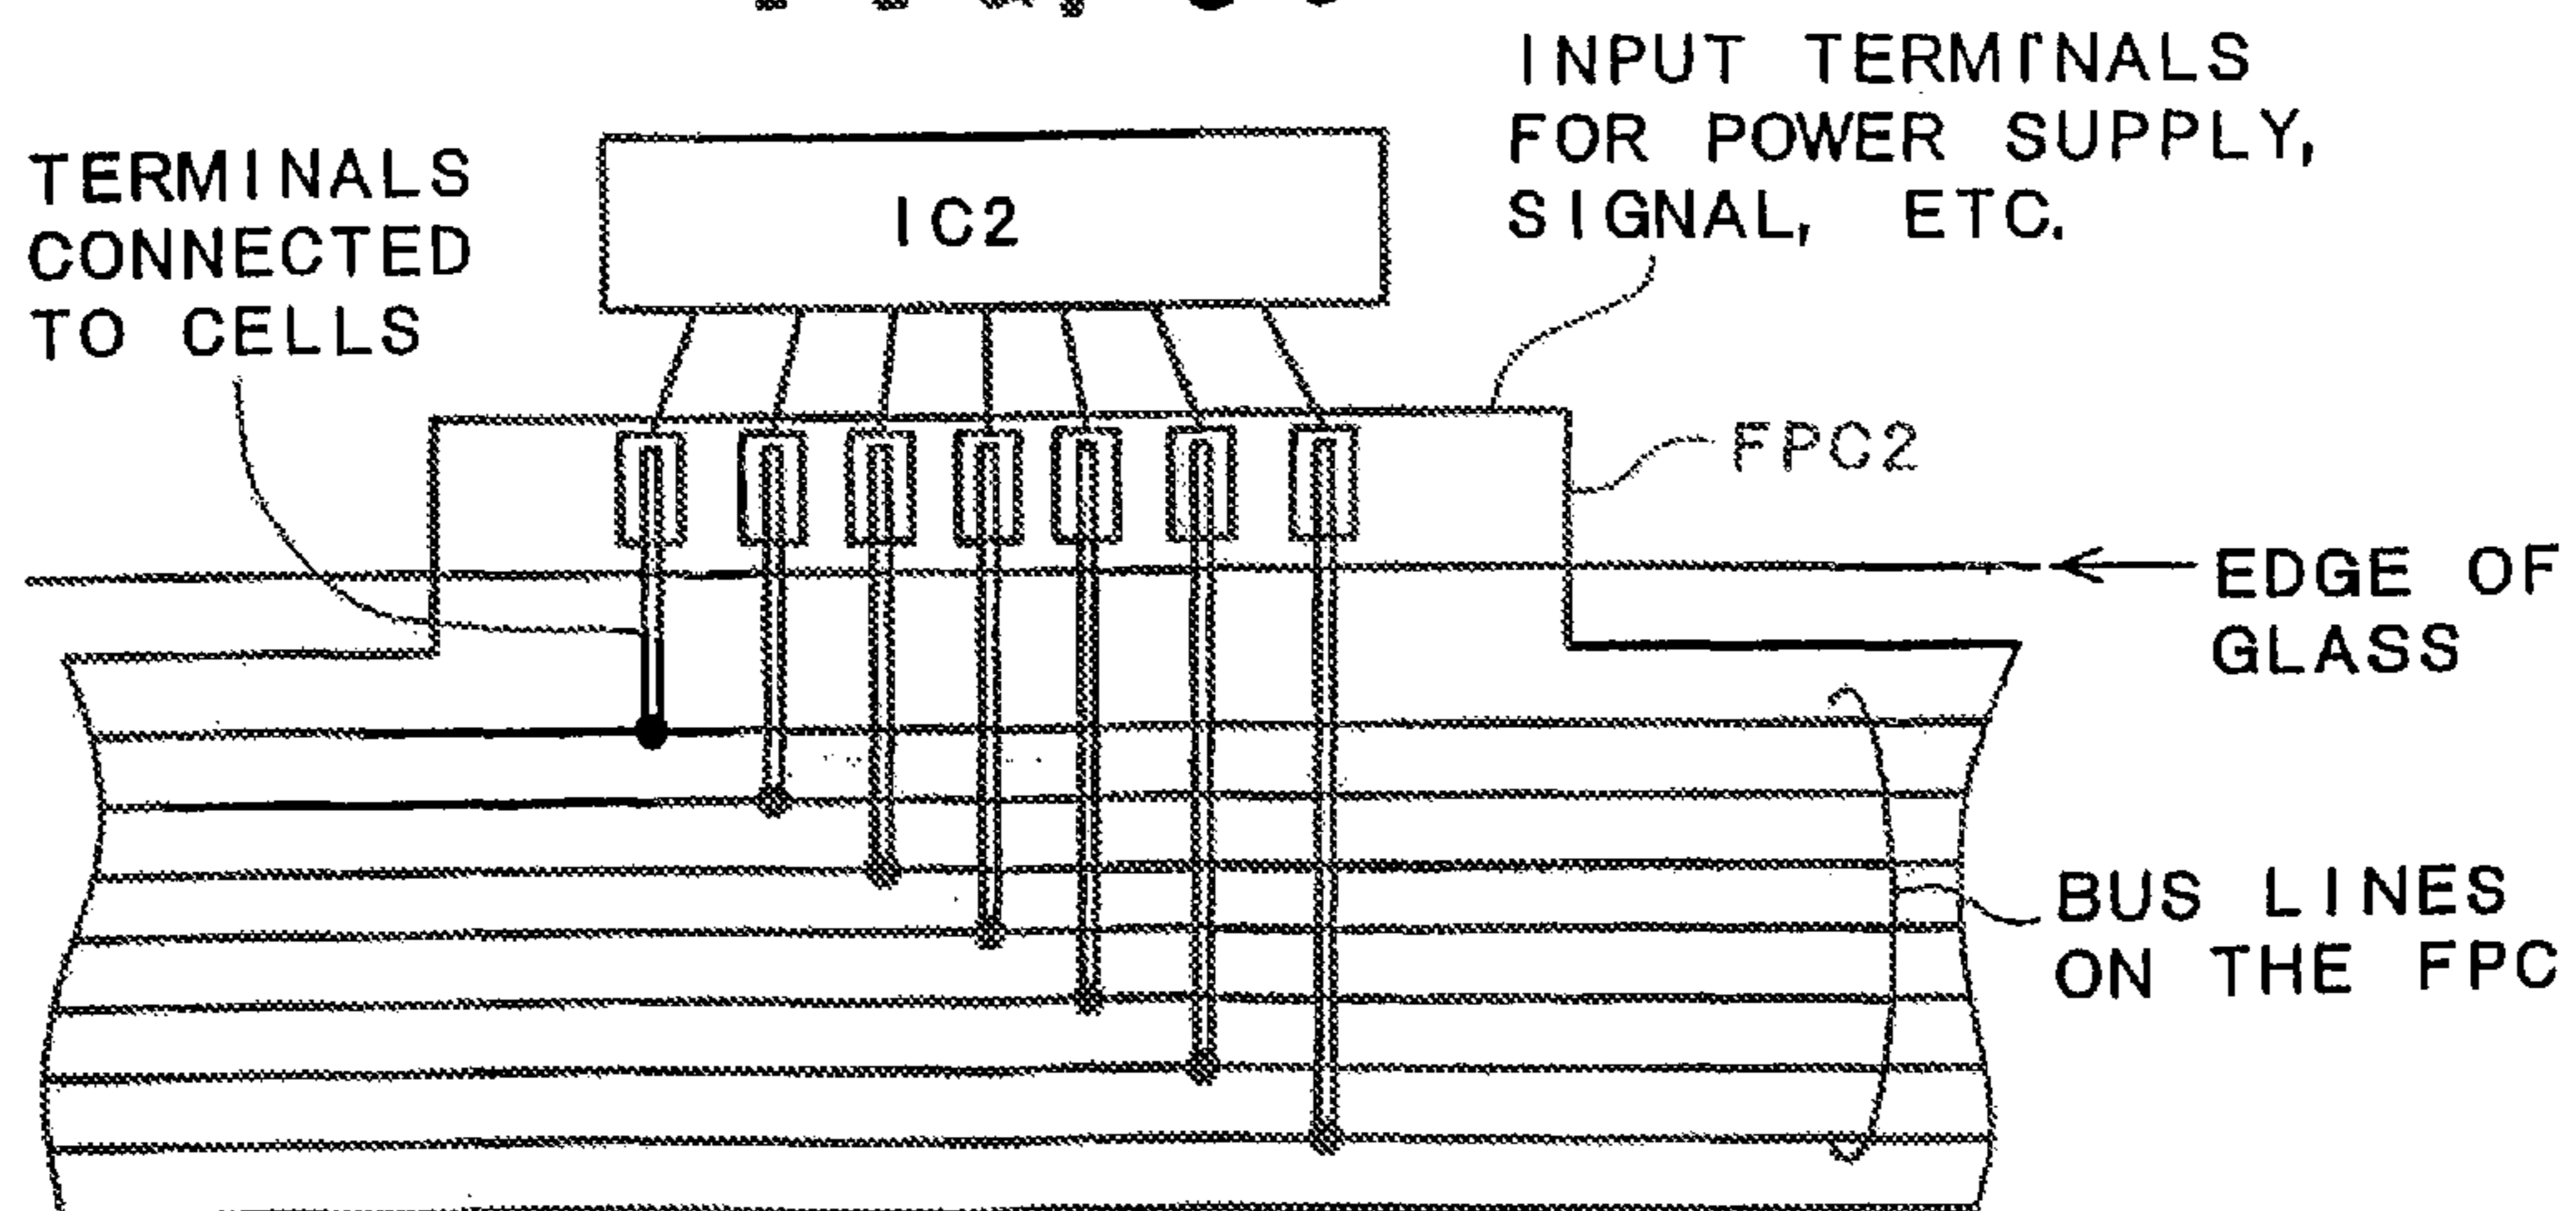 INPUT TERMINALS
FOR POWER SUPPLY,
SIGNAL, ETC.
TERMINALS
CONNECTED
TO CELLS
IC2
FPC2
EDGE OF
GLASS
BUS LINES
ON THE FPC